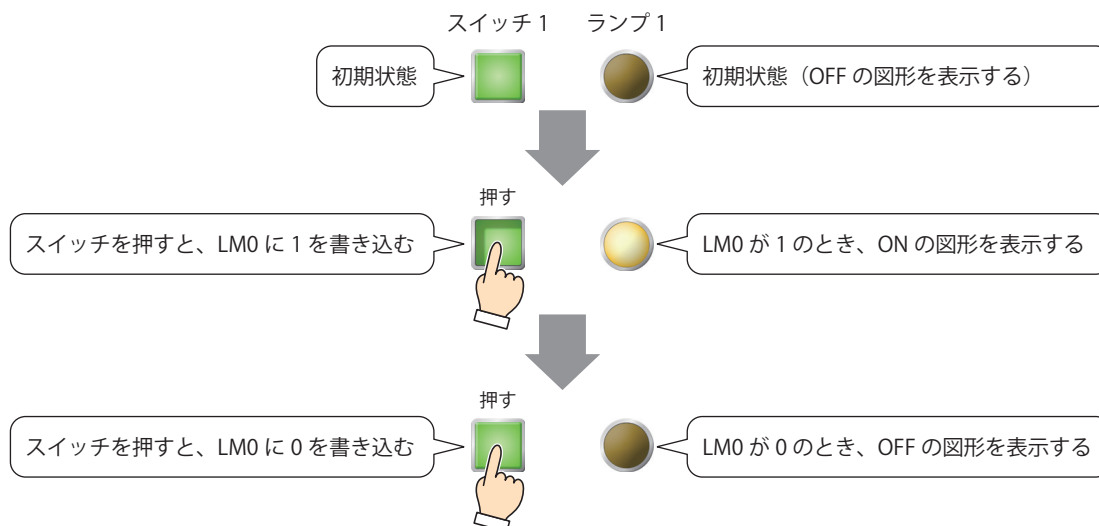 スイッチ 1 ランプ 1
初期状態
初期状態（OFF の図形を表示する）
押す
スイッチを押すと、LM0 に 1 を書き込む
LM0 が 1 のとき、ON の図形を表示する
押す
スイッチを押すと、LM0 に 0 を書き込む
LM0 が 0 のとき、OFF の図形を表示する